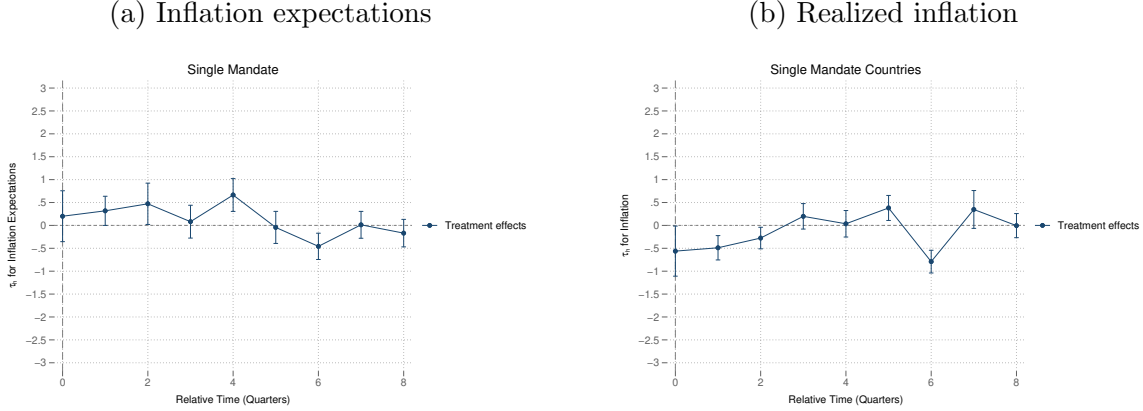 (a) Inflation expectations
Single Mandate
τₕ for Inflation Expectations
3
2.5
2
1.5
1
.5
0
−.5
−1
−1.5
−2
−2.5
−3
0 2 4 6 8
Relative Time (Quarters)
Treatment effects
(b) Realized inflation
Single Mandate Countries
τₕ for Inflation
3
2.5
2
1.5
1
.5
0
−.5
−1
−1.5
−2
−2.5
−3
0 2 4 6 8
Relative Time (Quarters)
Treatment effects